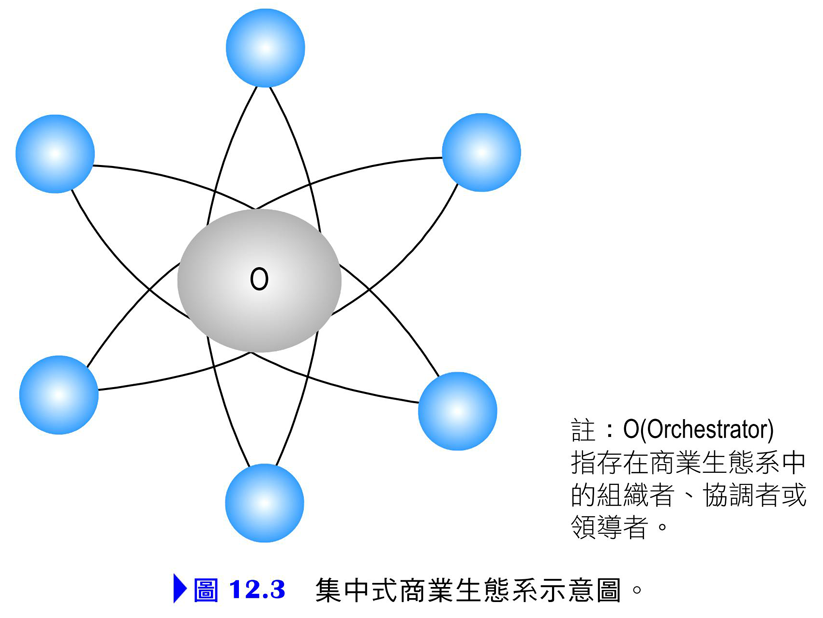 O
註：O(Orchestrator)
指存在商業生態系中
的組織者、協調者或
領導者。
圖 12.3 集中式商業生態系示意圖。